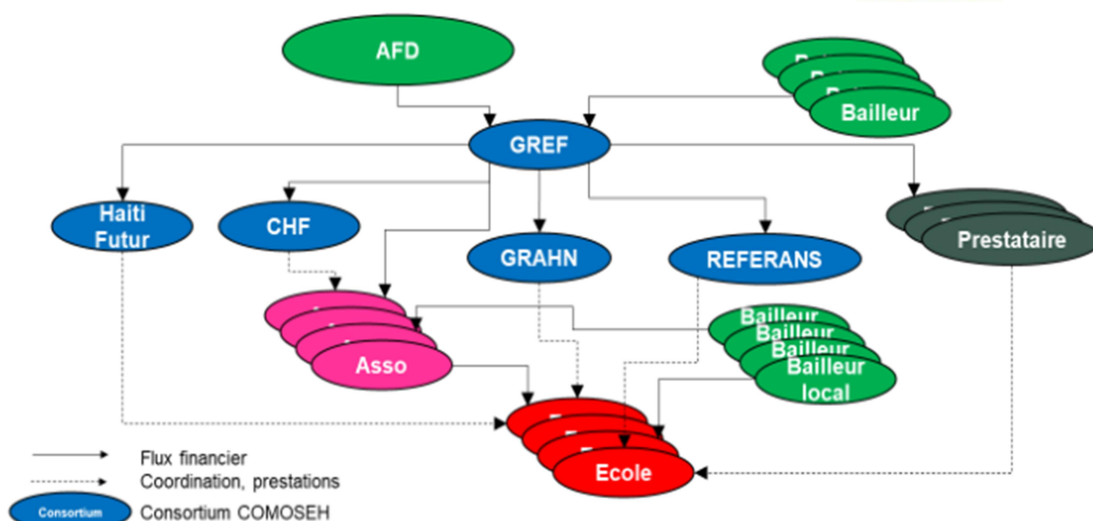 AFD
Bailleur
GREF
Haiti
Futur
CHF
GRAHN
REFERANS
Prestataire
Bailleur
Bailleur
Bailleur
Bailleur
local
Asso
Ecole
Flux financier
Coordination, prestations
Consortium
Consortium COMOSEH